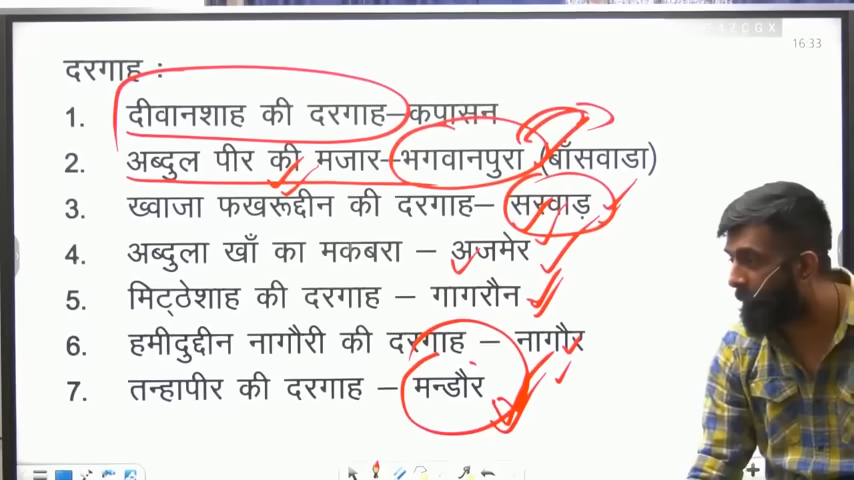 16:33
दरगाह :
1. दीवानशाह की दरगाह–कपासन
2. अब्दुल पीर की मजार–भगवानपुरा (बाँसवाडा)
3. ख्वाजा फखरूद्दीन की दरगाह– सरवाड़
4. अब्दुला खाँ का मकबरा – अजमेर
5. मिट्ठेशाह की दरगाह – गागरौन
6. हमीदुद्दीन नागौरी की दरगाह – नागौर
7. तन्हापीर की दरगाह – मन्डौर